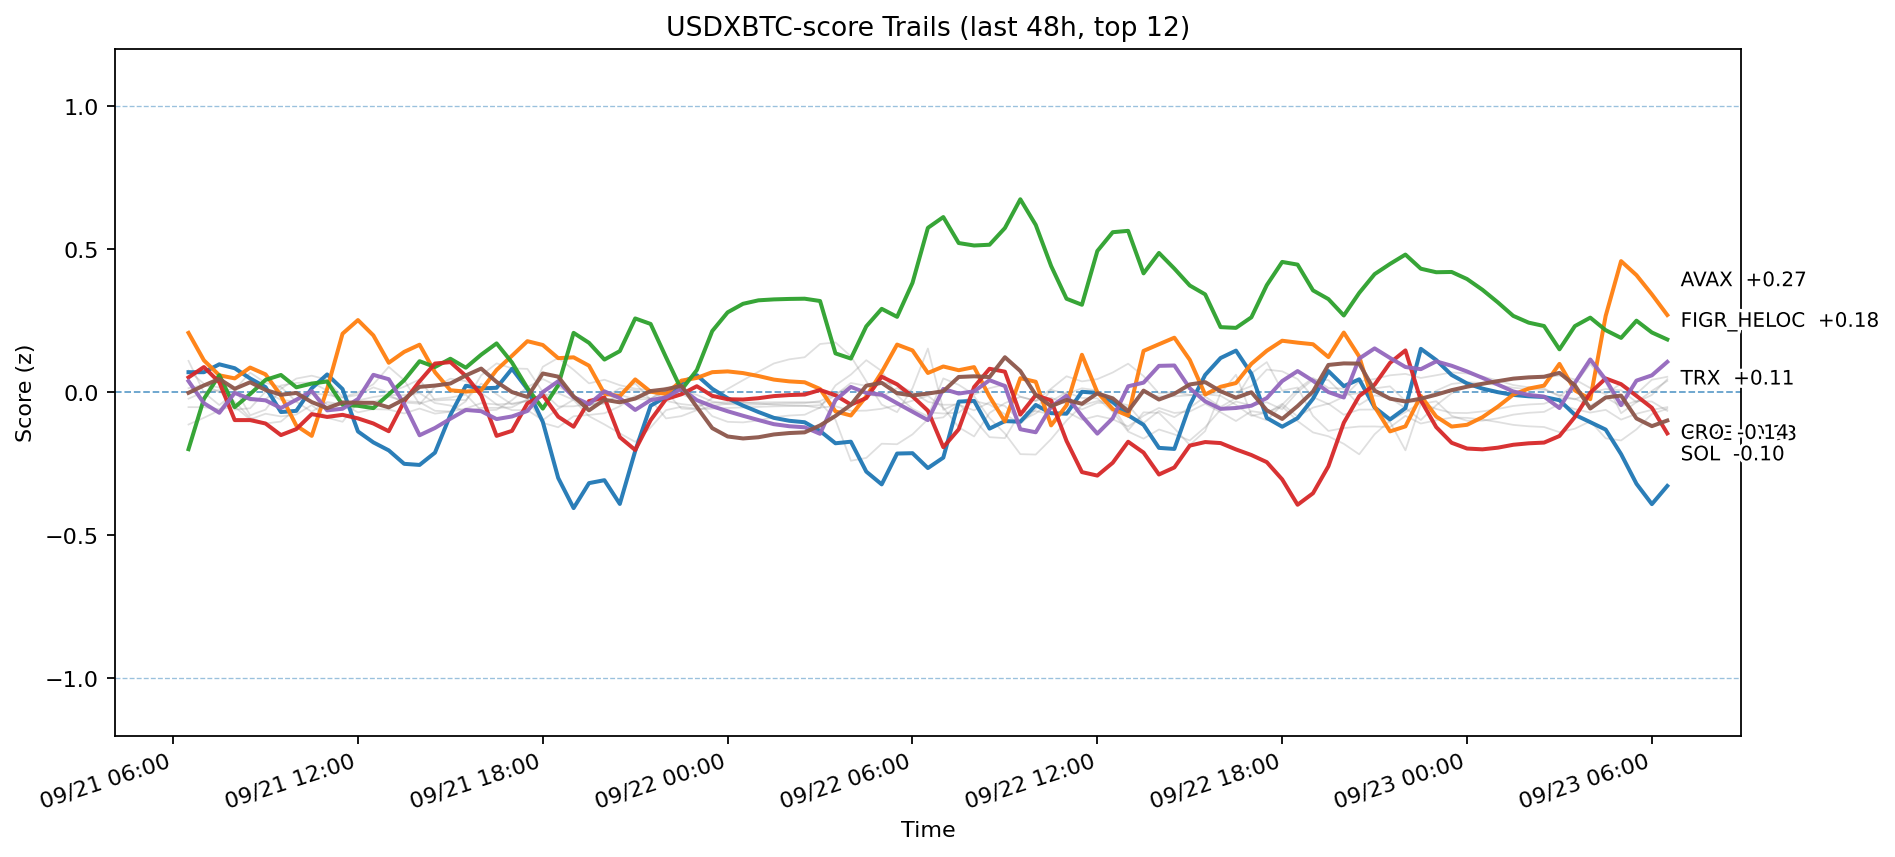 USDXBTC-score Trails (last 48h, top 12)
Score (z)
1.0
0.5
0.0
−0.5
−1.0
AVAX +0.27
FIGR_HELOC +0.18
TRX +0.11
SOL -0.10
09/21 06:00
09/21 12:00
09/21 18:00
09/22 00:00
09/22 06:00
09/22 12:00
09/22 18:00
09/23 00:00
09/23 06:00
Time